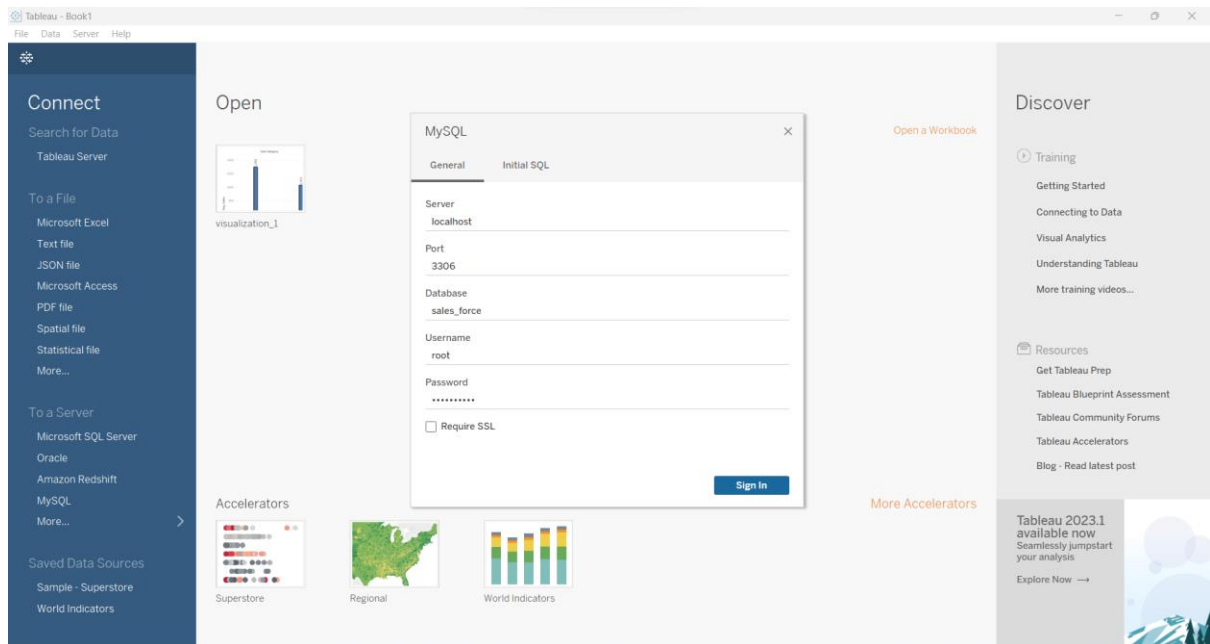 Tableau - Book1
File Data Server Help
Connect
Search for Data
Tableau Server
To a File
Microsoft Excel
Text file
JSON file
Microsoft Access
PDF file
Spatial file
Statistical file
More...
To a Server
Microsoft SQL Server
Oracle
Amazon Redshift
MySQL
More...
Saved Data Sources
Sample - Superstore
World Indicators
Open
Open a Workbook
visualization_1
MySQL
General Initial SQL
Server
localhost
Port
3306
Database
sales_force
Username
root
Password
••••••••••
Require SSL
Sign In
Accelerators
More Accelerators
Superstore
Regional
World Indicators
Discover
Training
Getting Started
Connecting to Data
Visual Analytics
Understanding Tableau
More training videos...
Resources
Get Tableau Prep
Tableau Blueprint Assessment
Tableau Community Forums
Tableau Accelerators
Blog - Read latest post
Tableau 2023.1
available now
Seamlessly jumpstart
your analysis
Explore Now →